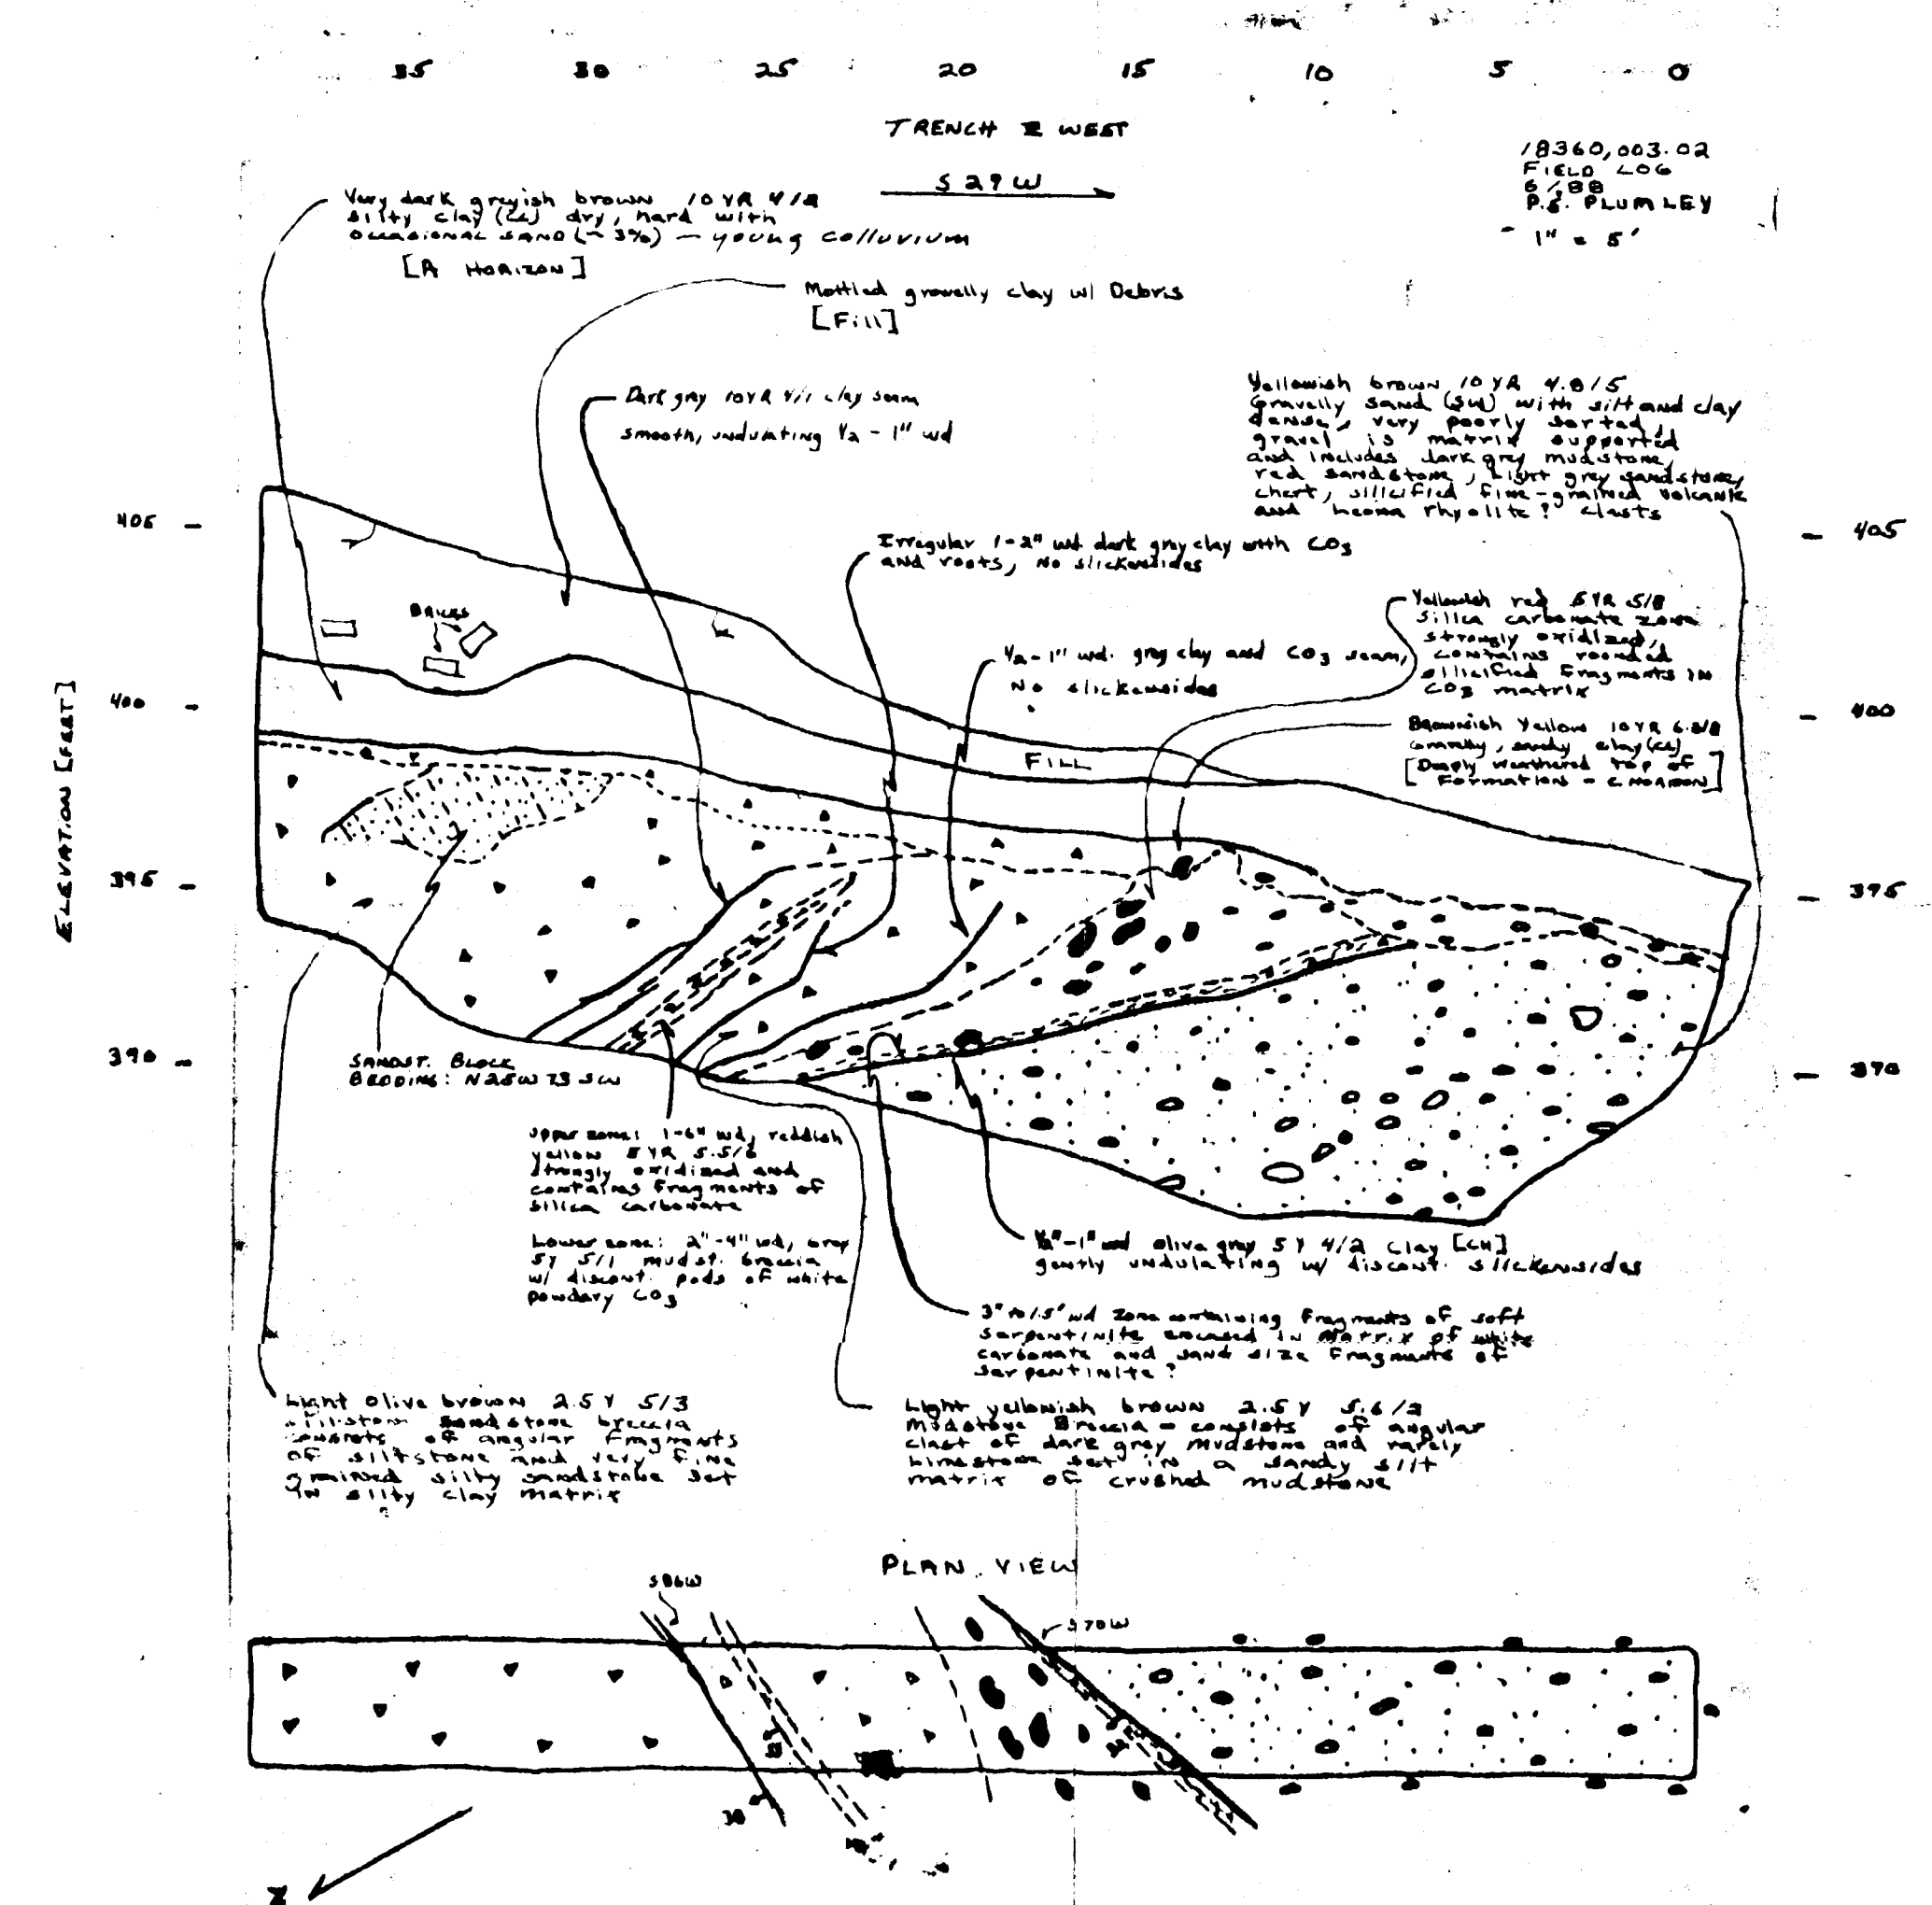 35 30 25 20 15 10 5 0
TRENCH WEST
S 29 W
18360,003.02
FIELD LOG
6/88
P.S. PLUMLEY
1" = 5'
Very dark greyish brown 10 YR 4/2
silty clay (CL) dry, hard with
occasional sand (~ 3%) — young colluvium
[A HORIZON]
Mottled gravelly clay w/ Debris
[Fill]
Dark gray 10YR 4/1 clay seam
smooth, undulating 1/2 - 1" wd
Yellowish brown 10 YR 4.8/5
Gravelly sand (SW) with silt and clay
dense, very poorly sorted,
gravel is matrix supported
and includes dark grey mudstone,
red sandstone, light grey sandstone,
chert, silicified fine-grained volcanic
and rhyolite? clasts
Irregular 1-2" wd. dark grey clay with CO3
and roots, No slickensides
Yellowish red 5 YR 5/8
Silica carbonate zone
strongly oxidized,
contains rounded
silicified fragments in
CO3 matrix
1/2 - 1" wd. grey clay and CO3 seam,
No slickensides
Brownish Yellow 10 YR 6.8/8
Gravelly, sandy clay (CL)
[Deeply weathered top of
Formation - C HORIZON]
BRICKS
FILL
ELEVATION [FEET]
405 405
400 400
395 395
390 390
SANDST. BLOCK
BEDDING: N25W 73 SW
Upper zone: 1-6" wd, reddish
yellow 5 YR 5.5/6
strongly oxidized and
contains fragments of
silica carbonate
Lower zone: 2"-4" wd, grey
5Y 5/1 mudst. breccia
w/ discont. pods of white
powdary CO3
1/2"-1" wd olive gray 5 Y 4/2 clay [CH]
gently undulating w/ discont. slickensides
3" to 1.5' wd zone containing fragments of soft
serpentinite encased in matrix of white
carbonate and sand size fragments of
serpentinite?
Light Olive brown 2.5 Y 5/3
siltstone sandstone breccia
consists of angular fragments
of siltstone and very fine
grained silty sandstone set
in silty clay matrix
Light yellowish brown 2.5 Y 5.6/2
Mudstone Breccia - consists of angular
clast of dark grey mudstone and rarely
limestone set in a sandy silt
matrix of crushed mudstone
PLAN VIEW
S86W
S70W
30
Z